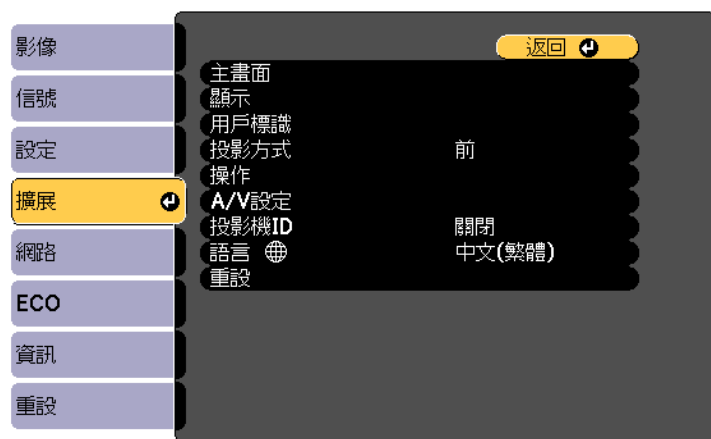 影像
信號
設定
擴展
網路
ECO
資訊
重設
返回
主畫面
顯示
用戶標識
投影方式 前
操作
A/V設定
投影機ID 關閉
語言 中文(繁體)
重設